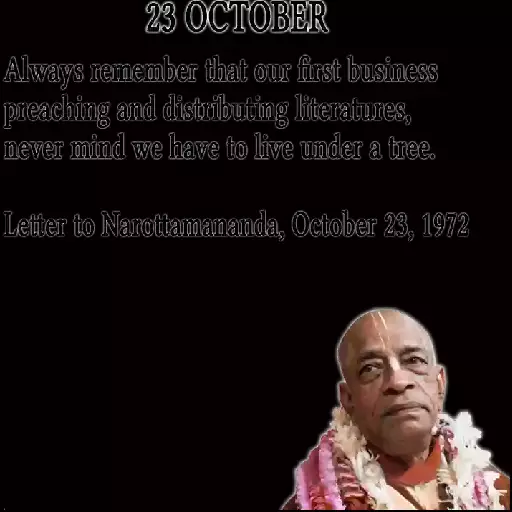 23 OCTOBER
Always remember that our first business
preaching and distributing literatures,
never mind we have to live under a tree.
Letter to Narottamananda, October 23, 1972